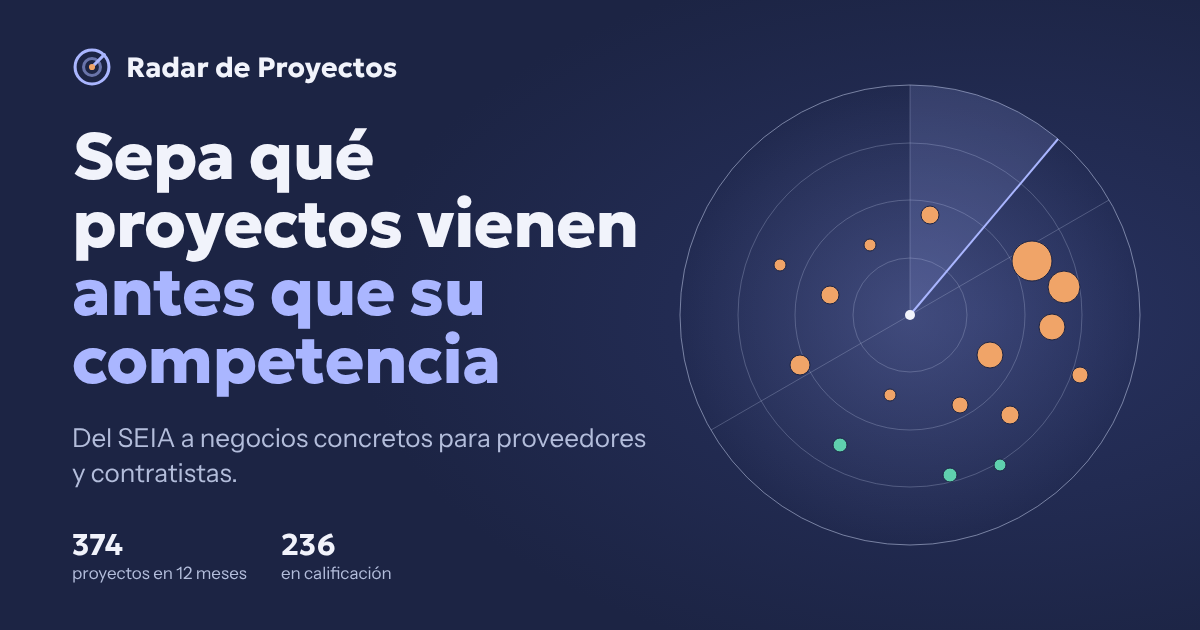 Radar de Proyectos
Sepa qué
proyectos vienen
antes que su
competencia
Del SEIA a negocios concretos para proveedores
y contratistas.
374
proyectos en 12 meses
236
en calificación